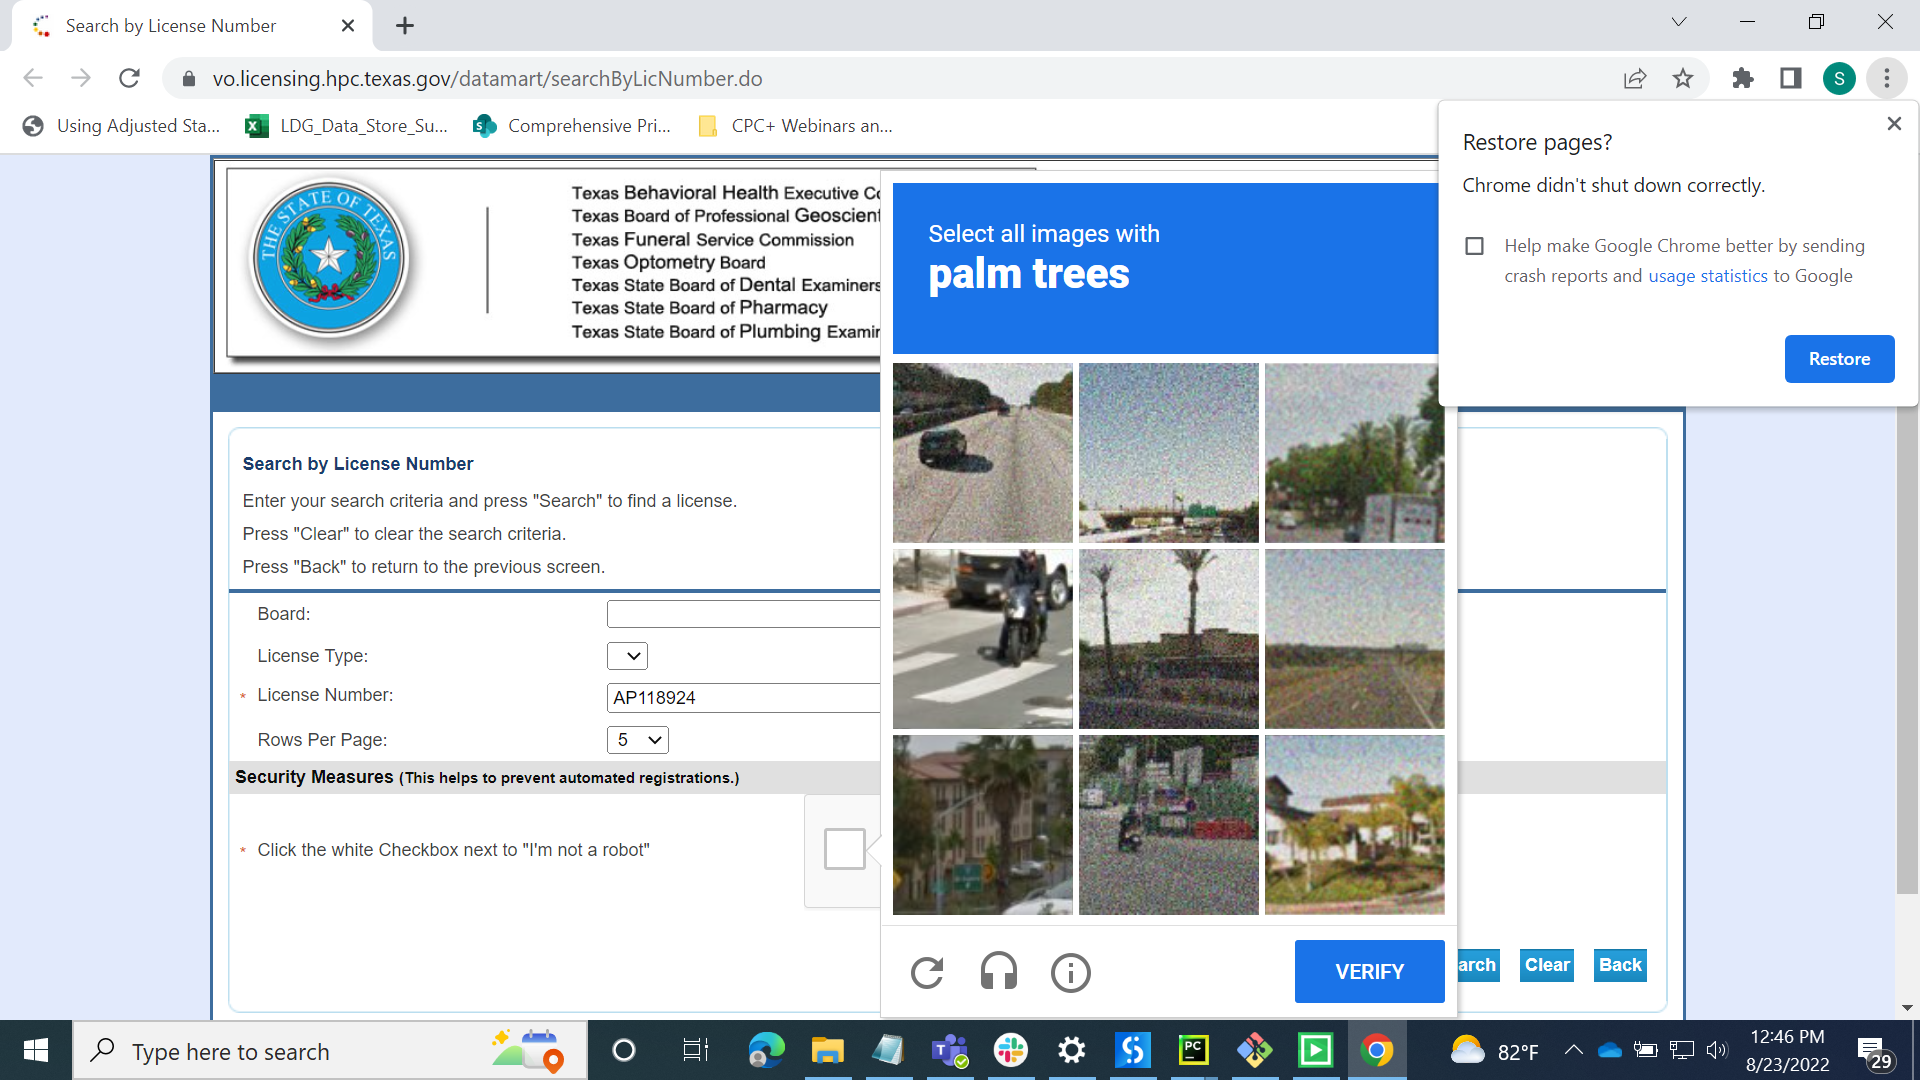 Search by License Number
vo.licensing.hpc.texas.gov/datamart/searchByLicNumber.do
S
Using Adjusted Sta...
LDG_Data_Store_Su...
Comprehensive Pri...
CPC+ Webinars an...
Restore pages?
Chrome didn't shut down correctly.
Help make Google Chrome better by sending
crash reports and usage statistics to Google
Restore
THE STATE OF TEXAS
Texas Behavioral Health Executive Co
Texas Board of Professional Geoscient
Texas Funeral Service Commission
Texas Optometry Board
Texas State Board of Dental Examiners
Texas State Board of Pharmacy
Texas State Board of Plumbing Examin
Select all images with
palm trees
Search by License Number
Enter your search criteria and press "Search" to find a license.
Press "Clear" to clear the search criteria.
Press "Back" to return to the previous screen.
Board:
License Type:
* License Number:
AP118924
Rows Per Page:
5
Security Measures (This helps to prevent automated registrations.)
* Click the white Checkbox next to "I'm not a robot"
VERIFY
arch
Clear
Back
Type here to search
PC
82°F
12:46 PM
8/23/2022
29